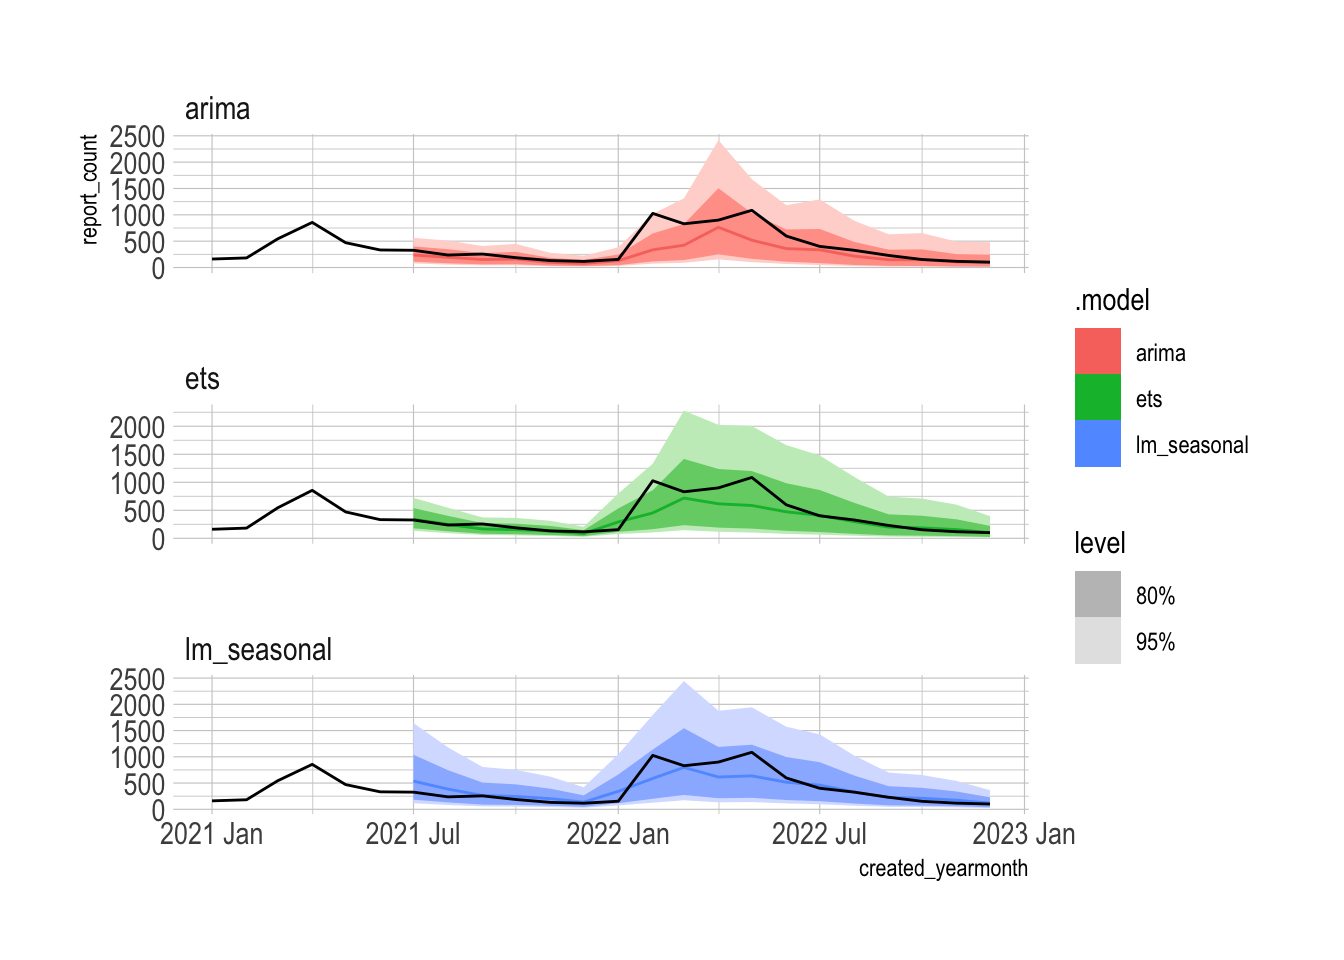 arima
report_count
2500
2000
1500
1000
500
0
ets
2000
1500
1000
500
0
lm_seasonal
2500
2000
1500
1000
500
0
2021 Jan 2021 Jul 2022 Jan 2022 Jul 2023 Jan
created_yearmonth
.model
arima
ets
lm_seasonal
level
80%
95%